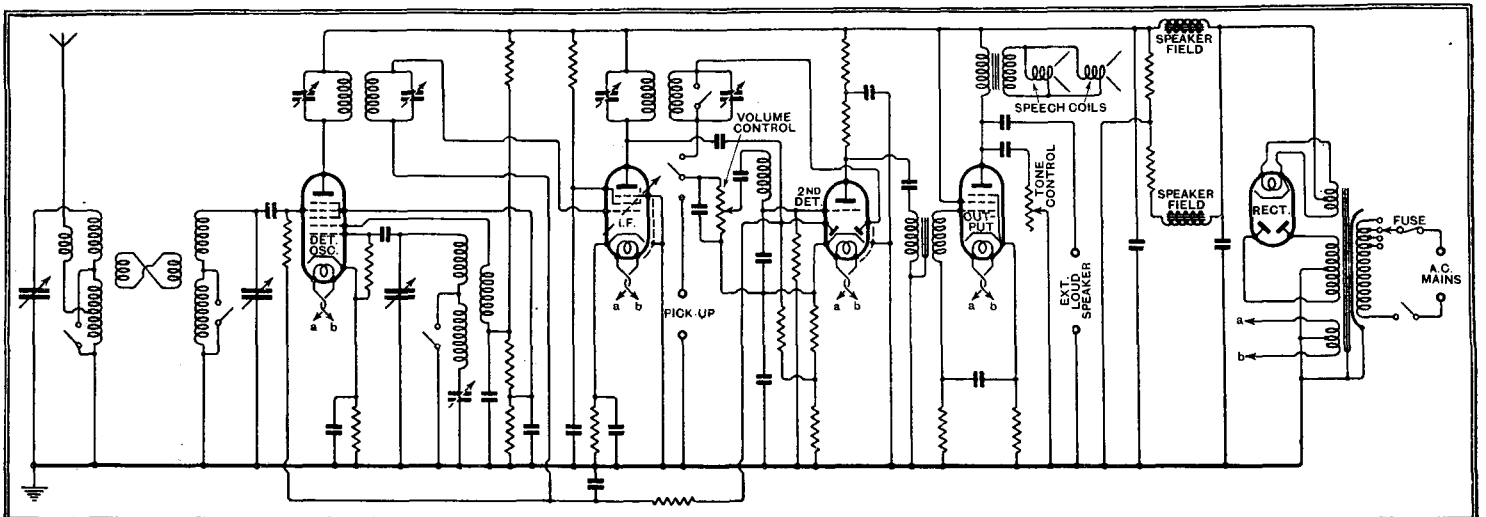 SPEAKER
FIELD
SPEECH COILS
VOLUME
CONTROL
TONE
CONTROL
2ND
DET.
DET.
OSC.
I.F.
OUT-
PUT
SPEAKER
FIELD
RECT.
FUSE
A.C.
MAINS
EXT.
LOUD
SPEAKER
PICK-UP
a b
a b
a b
a b
a
b